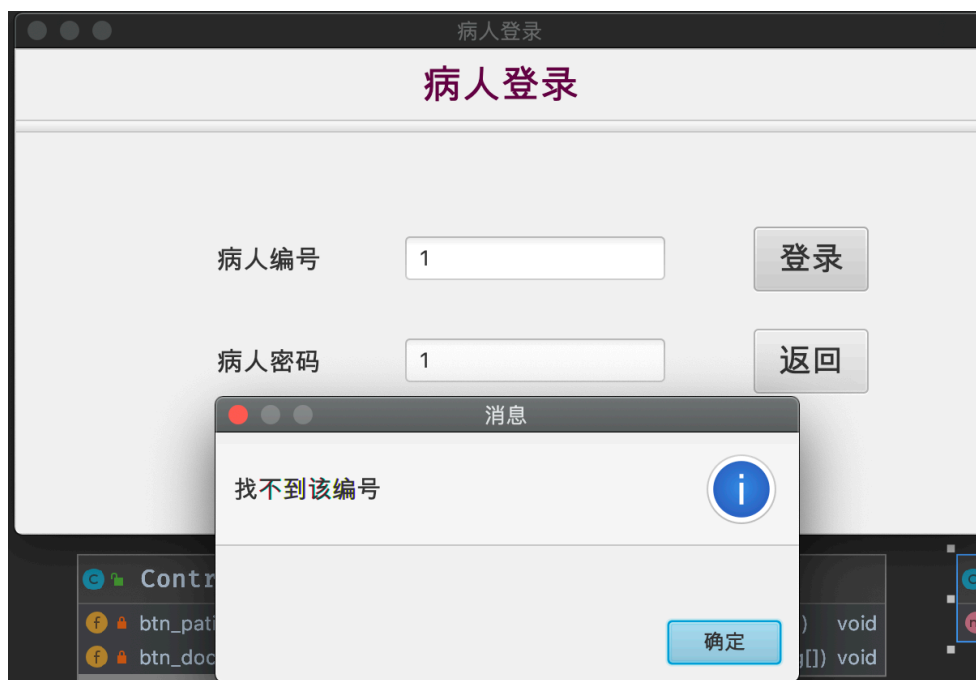 病人登录
病人登录
病人编号
1
登录
病人密码
1
返回
消息
找不到该编号
确定
Contr
btn_pati
) void
btn_doc
g[]) void